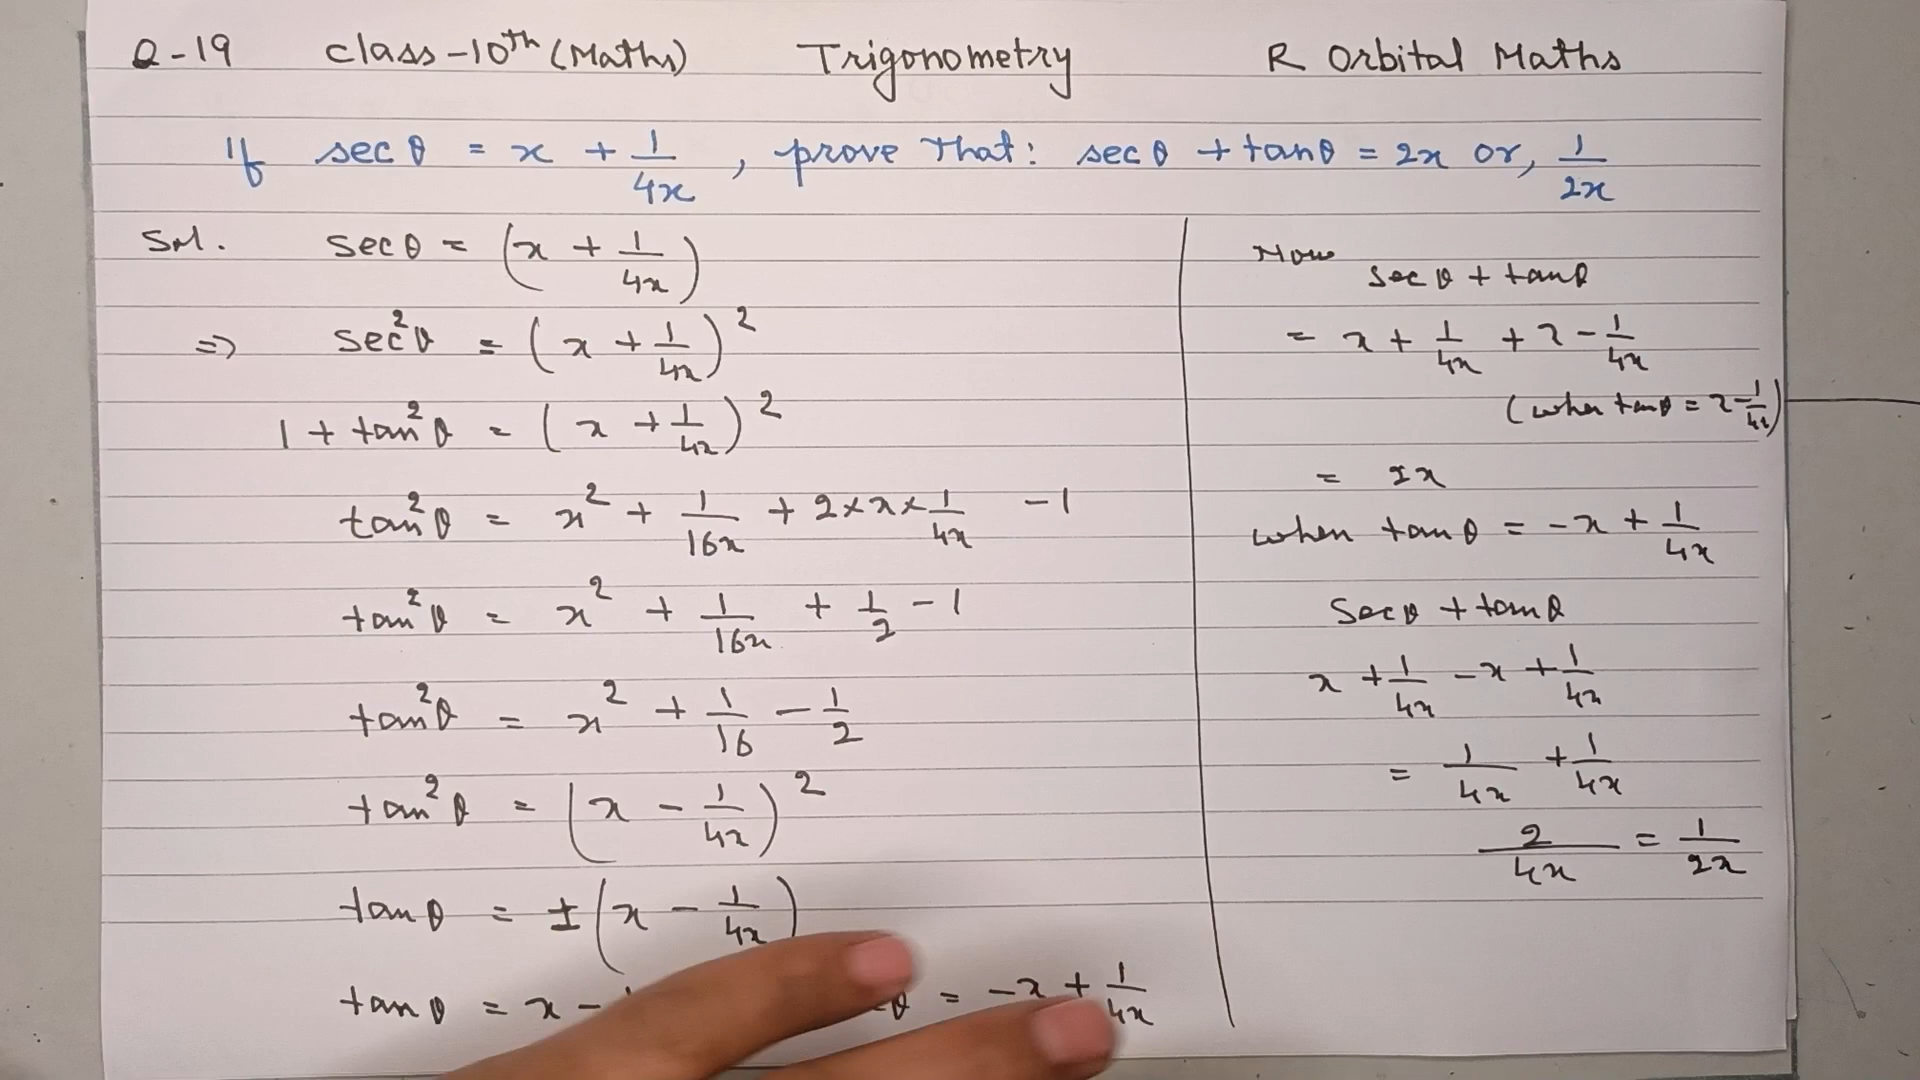 Q-19 Class-10th (Maths) Trigonometry R Orbital Maths
If sec θ = x + 1/4x , prove that: sec θ + tan θ = 2x or, 1/2x
Sol. sec θ = (x + 1/4x)
=> sec²θ = (x + 1/4x)²
1 + tan²θ = (x + 1/4x)²
tan²θ = x² + 1/16x + 2×x×1/4x - 1
tan²θ = x² + 1/16x + 1/2 - 1
tan²θ = x² + 1/16 - 1/2
tan²θ = (x - 1/4x)²
tan θ = ±(x - 1/4x)
tan θ = x - θ = -x + 1/4x
Now
sec θ + tan θ
= x + 1/4x + x - 1/4x
(when tan θ = x - 1/4x)
= 2x
when tan θ = -x + 1/4x
sec θ + tan θ
x + 1/4x - x + 1/4x
= 1/4x + 1/4x
2/4x = 1/2x